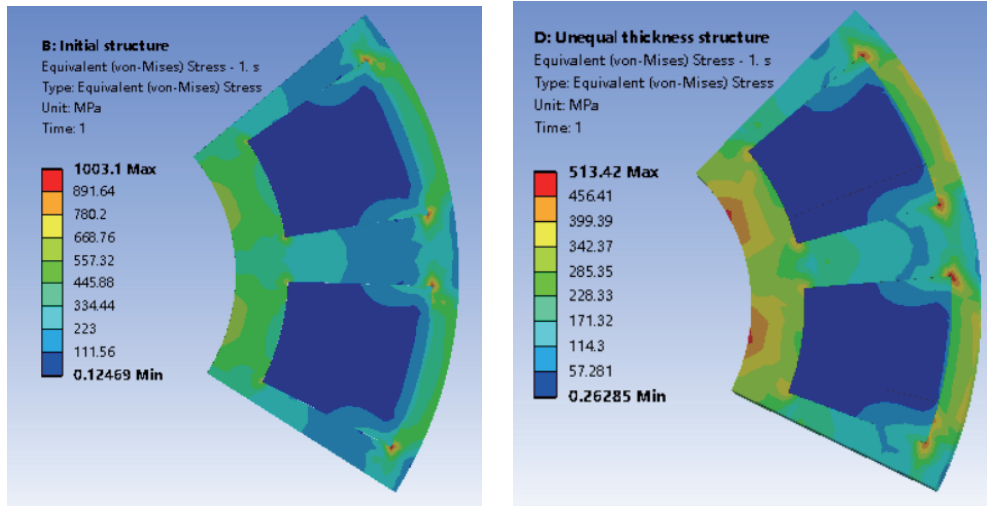 B: Initial structure
Equivalent (von-Mises) Stress - 1. s
Type: Equivalent (von-Mises) Stress
Unit: MPa
Time: 1
1003.1 Max
891.64
780.2
668.76
557.32
445.88
334.44
223
111.56
0.12469 Min
D: Unequal thickness structure
Equivalent (von-Mises) Stress - 1. s
Type: Equivalent (von-Mises) Stress
Unit: MPa
Time: 1
513.42 Max
456.41
399.39
342.37
285.35
228.33
171.32
114.3
57.281
0.26285 Min